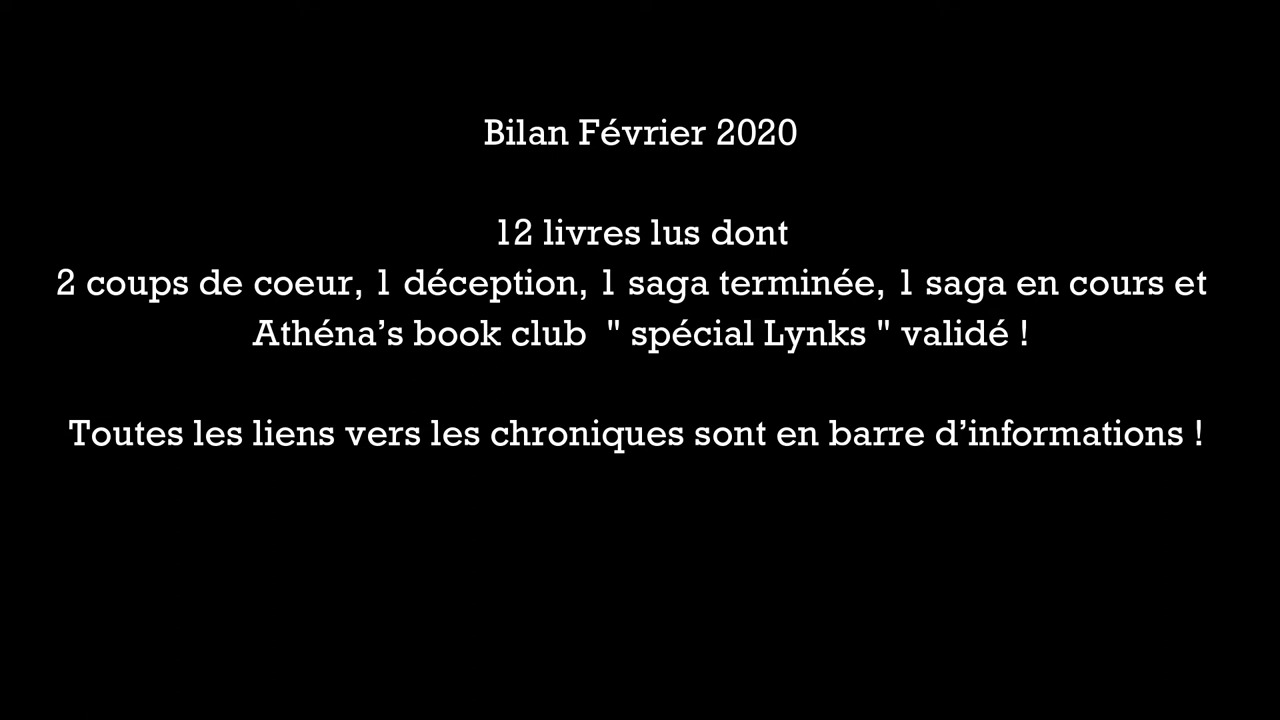 Bilan Février 2020
12 livres lus dont
2 coups de coeur, 1 déception, 1 saga terminée, 1 saga en cours et
Athéna’s book club  " spécial Lynks " validé !
Toutes les liens vers les chroniques sont en barre d’informations !